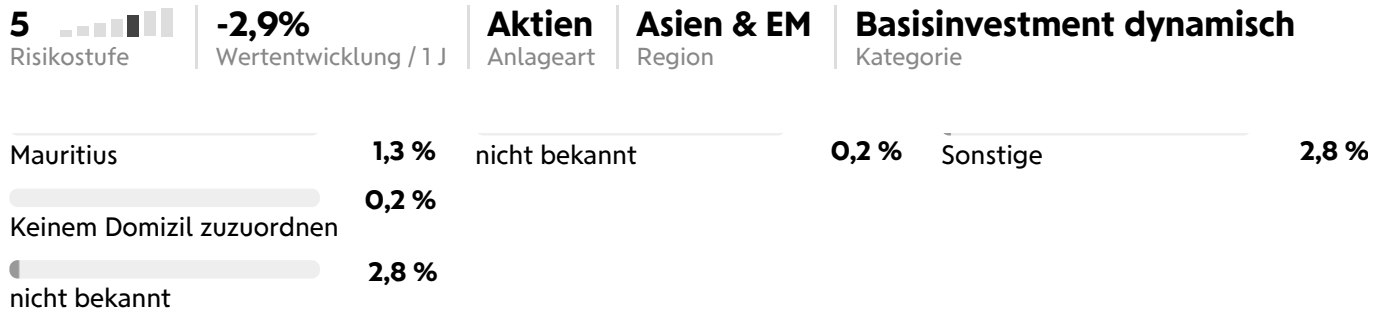 5
Risikostufe
-2,9%
Wertentwicklung / 1 J
Aktien
Anlageart
Asien & EM
Region
Basisinvestment dynamisch
Kategorie
Mauritius 1,3 %
0,2 %
Keinem Domizil zuzuordnen
2,8 %
nicht bekannt
nicht bekannt 0,2 %
Sonstige 2,8 %